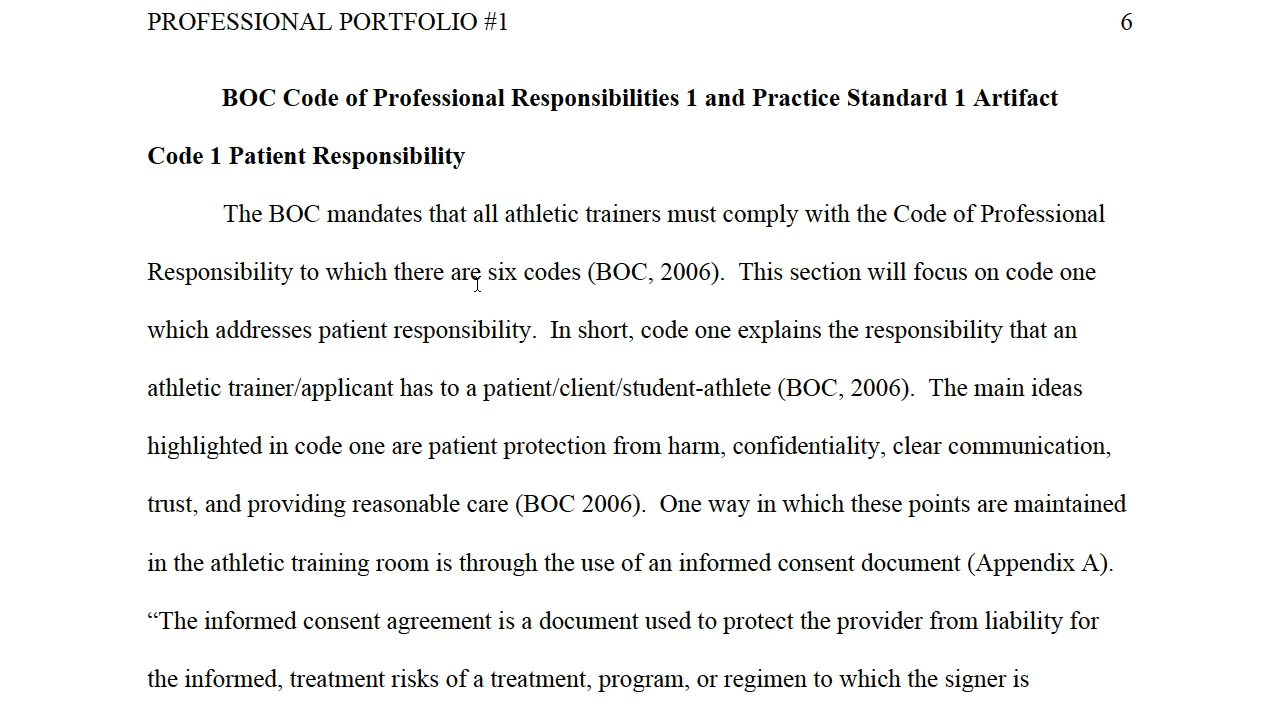 PROFESSIONAL PORTFOLIO #1 6
BOC Code of Professional Responsibilities 1 and Practice Standard 1 Artifact
Code 1 Patient Responsibility
The BOC mandates that all athletic trainers must comply with the Code of Professional
Responsibility to which there are six codes (BOC, 2006).  This section will focus on code one
which addresses patient responsibility.  In short, code one explains the responsibility that an
athletic trainer/applicant has to a patient/client/student-athlete (BOC, 2006).  The main ideas
highlighted in code one are patient protection from harm, confidentiality, clear communication,
trust, and providing reasonable care (BOC 2006).  One way in which these points are maintained
in the athletic training room is through the use of an informed consent document (Appendix A).
“The informed consent agreement is a document used to protect the provider from liability for
the informed, treatment risks of a treatment, program, or regimen to which the signer is